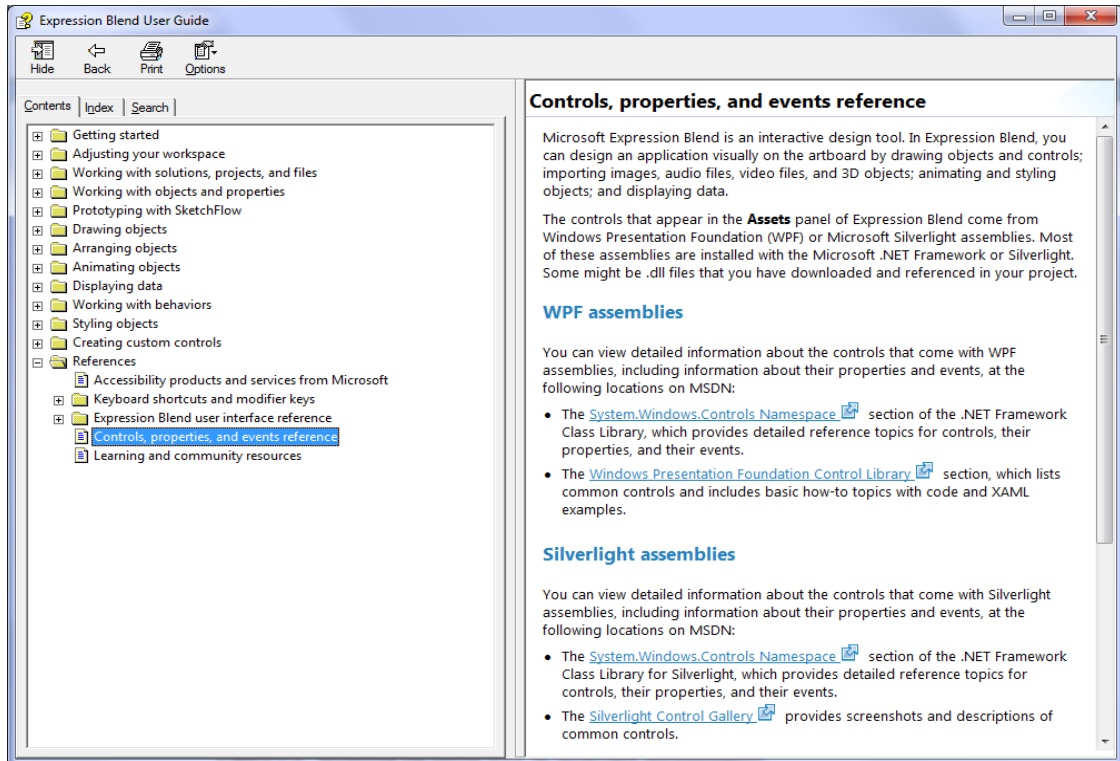 Expression Blend User Guide
Hide Back Print Options
Contents Index Search
Getting started
Adjusting your workspace
Working with solutions, projects, and files
Working with objects and properties
Prototyping with SketchFlow
Drawing objects
Arranging objects
Animating objects
Displaying data
Working with behaviors
Styling objects
Creating custom controls
References
Accessibility products and services from Microsoft
Keyboard shortcuts and modifier keys
Expression Blend user interface reference
Controls, properties, and events reference
Learning and community resources
Controls, properties, and events reference
Microsoft Expression Blend is an interactive design tool. In Expression Blend, you
can design an application visually on the artboard by drawing objects and controls;
importing images, audio files, video files, and 3D objects; animating and styling
objects; and displaying data.
The controls that appear in the Assets panel of Expression Blend come from
Windows Presentation Foundation (WPF) or Microsoft Silverlight assemblies. Most
of these assemblies are installed with the Microsoft .NET Framework or Silverlight.
Some might be .dll files that you have downloaded and referenced in your project.
WPF assemblies
You can view detailed information about the controls that come with WPF
assemblies, including information about their properties and events, at the
following locations on MSDN:
• The System.Windows.Controls Namespace section of the .NET Framework
Class Library, which provides detailed reference topics for controls, their
properties, and their events.
• The Windows Presentation Foundation Control Library section, which lists
common controls and includes basic how-to topics with code and XAML
examples.
Silverlight assemblies
You can view detailed information about the controls that come with Silverlight
assemblies, including information about their properties and events, at the
following locations on MSDN:
• The System.Windows.Controls Namespace section of the .NET Framework
Class Library for Silverlight, which provides detailed reference topics for
controls, their properties, and their events.
• The Silverlight Control Gallery provides screenshots and descriptions of
common controls.